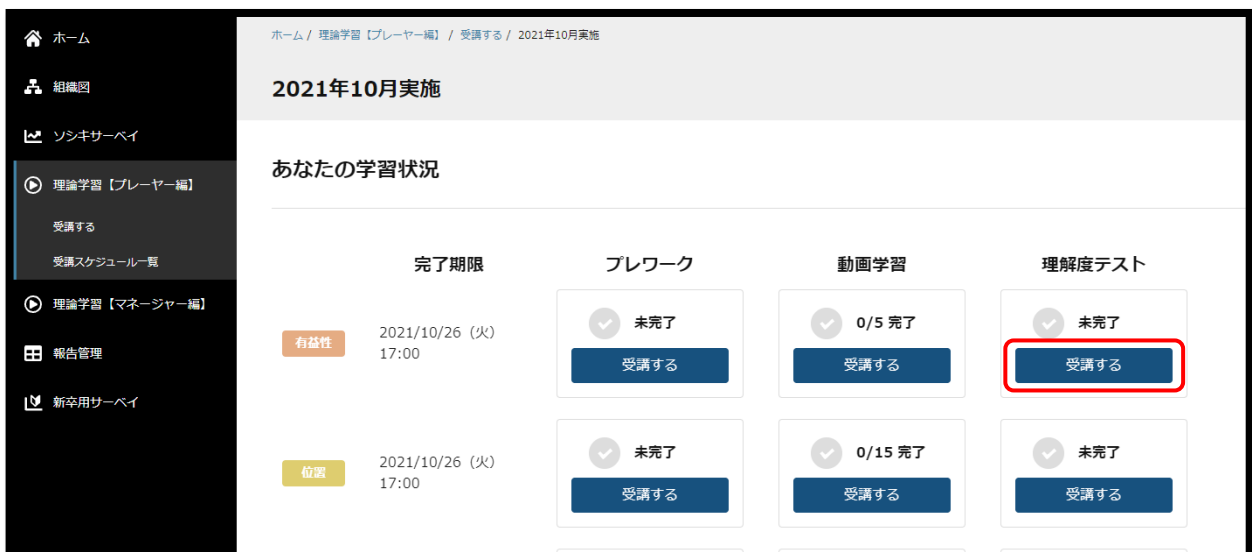 ホーム
組織図
ソシキサーベイ
理論学習【プレーヤー編】
受講する
受講スケジュール一覧
理論学習【マネージャー編】
報告管理
新卒用サーベイ
ホーム / 理論学習【プレーヤー編】 / 受講する / 2021年10月実施
2021年10月実施
あなたの学習状況
完了期限 プレワーク 動画学習 理解度テスト
有益性
2021/10/26（火）
17:00
未完了
受講する
0/5 完了
受講する
未完了
受講する
位置
2021/10/26（火）
17:00
未完了
受講する
0/15 完了
受講する
未完了
受講する